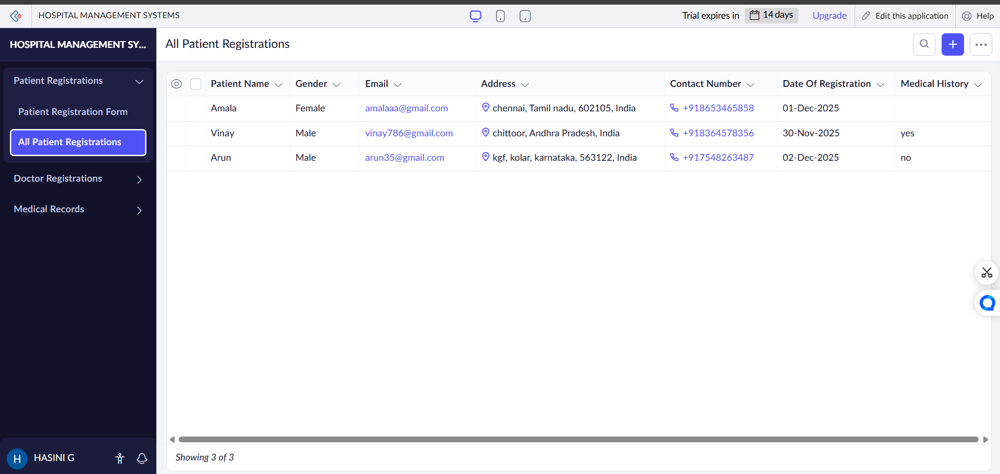 HOSPITAL MANAGEMENT SYSTEMS
Trial expires in 14 days Upgrade Edit this application Help
HOSPITAL MANAGEMENT SY...
All Patient Registrations
Patient Registrations
Patient Registration Form
All Patient Registrations
Doctor Registrations
Medical Records
Patient Name Gender Email Address Contact Number Date Of Registration Medical History
Amala Female amalaaa@gmail.com chennai, Tamil nadu, 602105, India +918653465858 01-Dec-2025
Vinay Male vinay786@gmail.com chittoor, Andhra Pradesh, India +918364578356 30-Nov-2025 yes
Arun Male arun35@gmail.com kgf, kolar, karnataka, 563122, India +917548263487 02-Dec-2025 no
Showing 3 of 3
H HASINI G